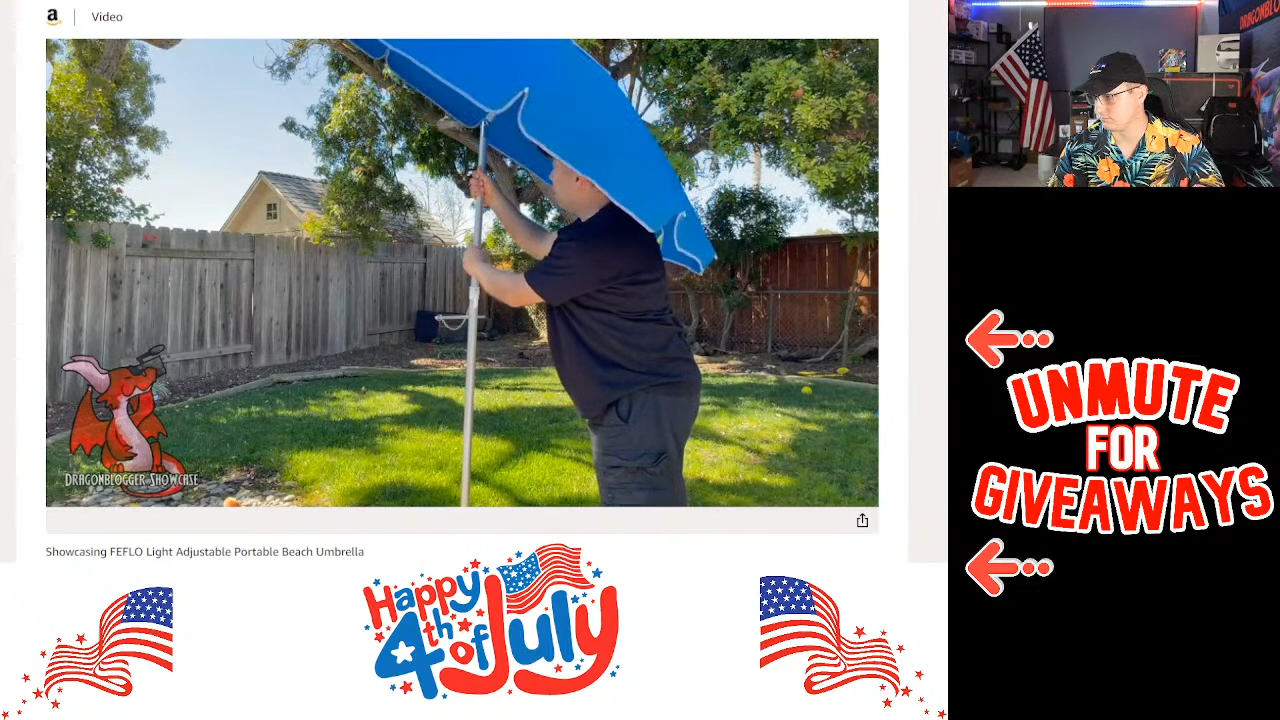 a
Video
DRAGONBLOGGER SHOWCASE
Showcasing FEFLO Light Adjustable Portable Beach Umbrella
Happy
4th
of July
UNMUTE
FOR
GIVEAWAYS